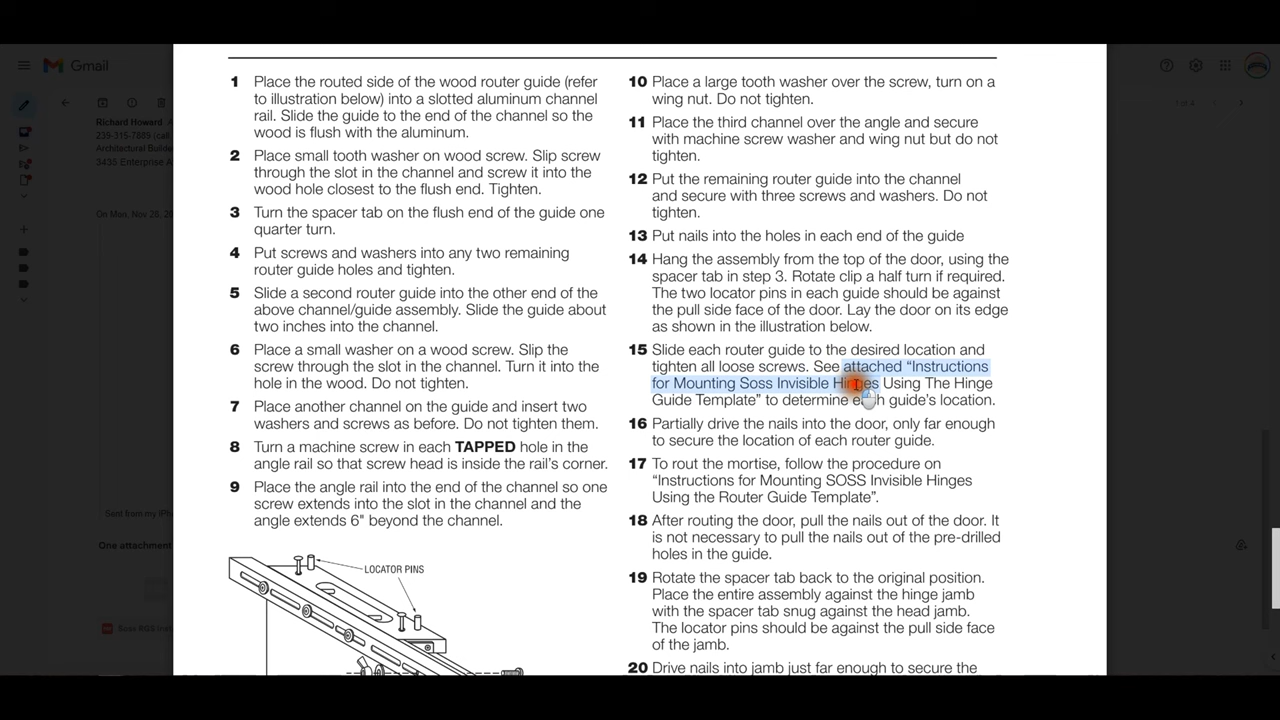 Gmail
1 of 4
Richard Howard
239-315-7885 (call
Architectural Builder
3435 Enterprise A
On Mon, Nov 28, 20
Sent from my iPh
One attachment
1 Place the routed side of the wood router guide (refer
to illustration below) into a slotted aluminum channel
rail. Slide the guide to the end of the channel so the
wood is flush with the aluminum.
2 Place small tooth washer on wood screw. Slip screw
through the slot in the channel and screw it into the
wood hole closest to the flush end. Tighten.
3 Turn the spacer tab on the flush end of the guide one
quarter turn.
4 Put screws and washers into any two remaining
router guide holes and tighten.
5 Slide a second router guide into the other end of the
above channel/guide assembly. Slide the guide about
two inches into the channel.
6 Place a small washer on a wood screw. Slip the
screw through the slot in the channel. Turn it into the
hole in the wood. Do not tighten.
7 Place another channel on the guide and insert two
washers and screws as before. Do not tighten them.
8 Turn a machine screw in each TAPPED hole in the
angle rail so that screw head is inside the rail's corner.
9 Place the angle rail into the end of the channel so one
screw extends into the slot in the channel and the
angle extends 6" beyond the channel.
LOCATOR PINS
10 Place a large tooth washer over the screw, turn on a
wing nut. Do not tighten.
11 Place the third channel over the angle and secure
with machine screw washer and wing nut but do not
tighten.
12 Put the remaining router guide into the channel
and secure with three screws and washers. Do not
tighten.
13 Put nails into the holes in each end of the guide
14 Hang the assembly from the top of the door, using the
spacer tab in step 3. Rotate clip a half turn if required.
The two locator pins in each guide should be against
the pull side face of the door. Lay the door on its edge
as shown in the illustration below.
15 Slide each router guide to the desired location and
tighten all loose screws. See attached “Instructions
for Mounting Soss Invisible Hinges Using The Hinge
Guide Template” to determine each guide's location.
16 Partially drive the nails into the door, only far enough
to secure the location of each router guide.
17 To rout the mortise, follow the procedure on
“Instructions for Mounting SOSS Invisible Hinges
Using the Router Guide Template”.
18 After routing the door, pull the nails out of the door. It
is not necessary to pull the nails out of the pre-drilled
holes in the guide.
19 Rotate the spacer tab back to the original position.
Place the entire assembly against the hinge jamb
with the spacer tab snug against the head jamb.
The locator pins should be against the pull side face
of the jamb.
20 Drive nails into jamb just far enough to secure the